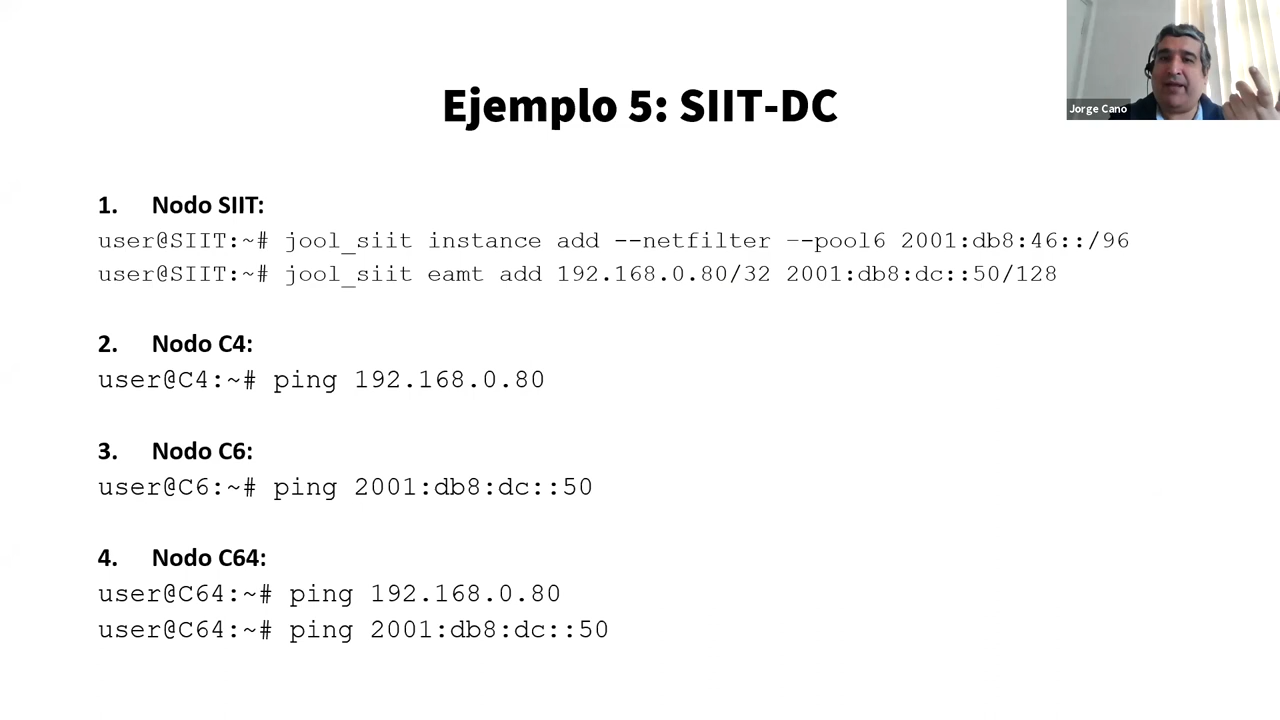 Ejemplo 5: SIIT-DC
Jorge Cano
1. Nodo SIIT:
user@SIIT:~# jool_siit instance add --netfilter –-pool6 2001:db8:46::/96
user@SIIT:~# jool_siit eamt add 192.168.0.80/32 2001:db8:dc::50/128
2. Nodo C4:
user@C4:~# ping 192.168.0.80
3. Nodo C6:
user@C6:~# ping 2001:db8:dc::50
4. Nodo C64:
user@C64:~# ping 192.168.0.80
user@C64:~# ping 2001:db8:dc::50